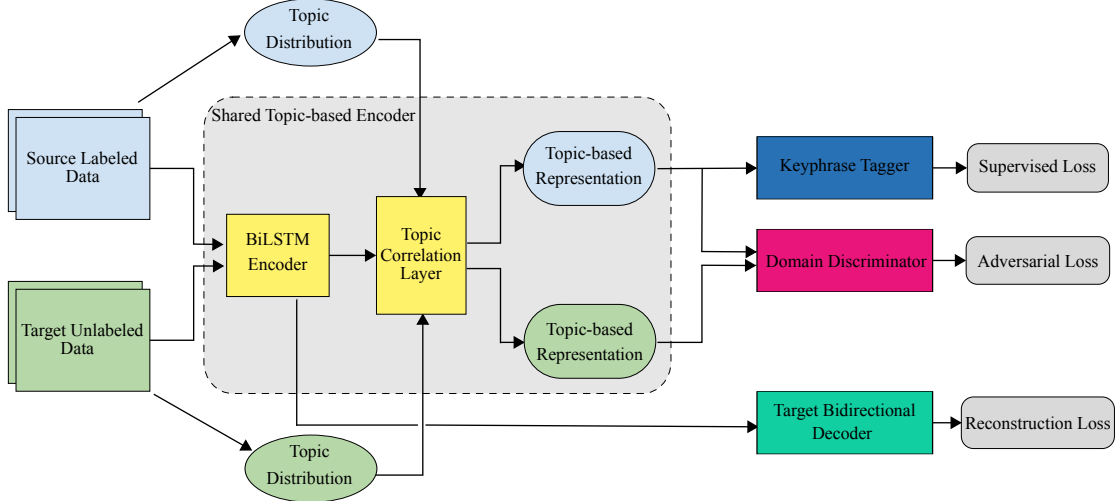 Topic
Distribution
Shared Topic-based Encoder
Source Labeled
Data
Topic-based
Representation
Keyphrase Tagger
Supervised Loss
BiLSTM
Encoder
Topic
Correlation
Layer
Domain Discriminator
Adversarial Loss
Target Unlabeled
Data
Topic-based
Representation
Target Bidirectional
Decoder
Reconstruction Loss
Topic
Distribution